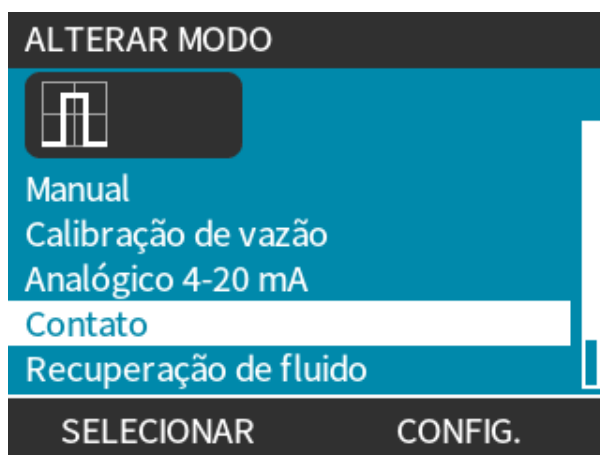 ALTERAR MODO
Manual
Calibração de vazão
Analógico 4-20 mA
Contato
Recuperação de fluido
SELECIONAR CONFIG.